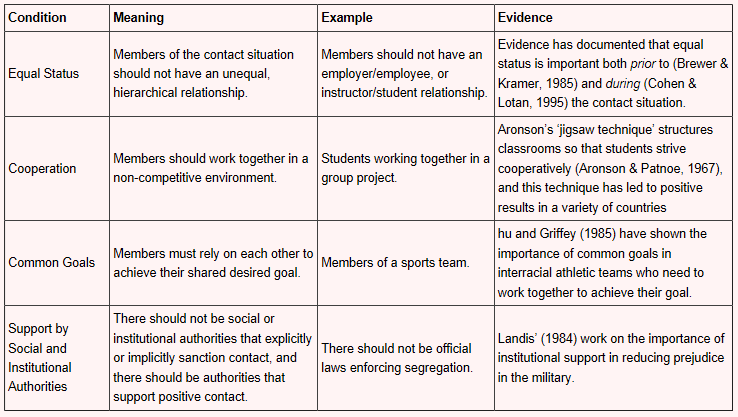 Condition Meaning Example Evidence
Equal Status
Members of the contact situation
should not have an unequal,
hierarchical relationship.
Members should not have an
employer/employee, or
instructor/student relationship.
Evidence has documented that equal
status is important both prior to (Brewer &
Kramer, 1985) and during (Cohen &
Lotan, 1995) the contact situation.
Cooperation
Members should work together in a
non-competitive environment.
Students working together in a
group project.
Aronson's ‘jigsaw technique’ structures
classrooms so that students strive
cooperatively (Aronson & Patnoe, 1967),
and this technique has led to positive
results in a variety of countries
Common Goals
Members must rely on each other to
achieve their shared desired goal.
Members of a sports team.
hu and Griffey (1985) have shown the
importance of common goals in
interracial athletic teams who need to
work together to achieve their goal.
Support by
Social and
Institutional
Authorities
There should not be social or
institutional authorities that explicitly
or implicitly sanction contact, and
there should be authorities that
support positive contact.
There should not be official
laws enforcing segregation.
Landis’ (1984) work on the importance of
institutional support in reducing prejudice
in the military.